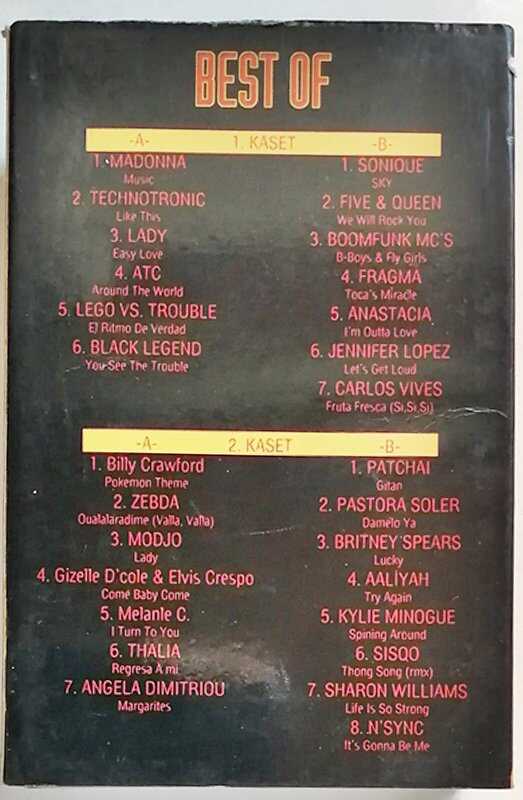 BEST OF
-A- 1. KASET -B-
1. MADONNA
Music
2. TECHNOTRONIC
Like This
3. LADY
Easy Love
4. ATC
Around The World
5. LEGO VS. TROUBLE
El Ritmo De Verdad
6. BLACK LEGEND
You See The Trouble
1. SONIQUE
SKY
2. FIVE & QUEEN
We Will Rock You
3. BOOMFUNK MC'S
B-Boys & Fly Girls
4. FRAGMA
Toca's Miracle
5. ANASTACIA
I'm Outta Love
6. JENNIFER LOPEZ
Let's Get Loud
7. CARLOS VIVES
Fruta Fresca (Si,Si,Si)
-A- 2. KASET -B-
1. Billy Crawford
Pokemon Theme
2. ZEBDA
Oualalaradime (Valla, Valla)
3. MODJO
Lady
4. Gizelle D'cole & Elvis Crespo
Come Baby Come
5. Melanie C.
I Turn To You
6. THALIA
Regresa A mi
7. ANGELA DIMITRIOU
Margarites
1. PATCHAI
Gitan
2. PASTORA SOLER
Damelo Ya
3. BRITNEY SPEARS
Lucky
4. AALİYAH
Try Again
5. KYLIE MINOGUE
Spining Around
6. SISQO
Thong Song (rmx)
7. SHARON WILLIAMS
Life Is So Strong
8. N'SYNC
It's Gonna Be Me